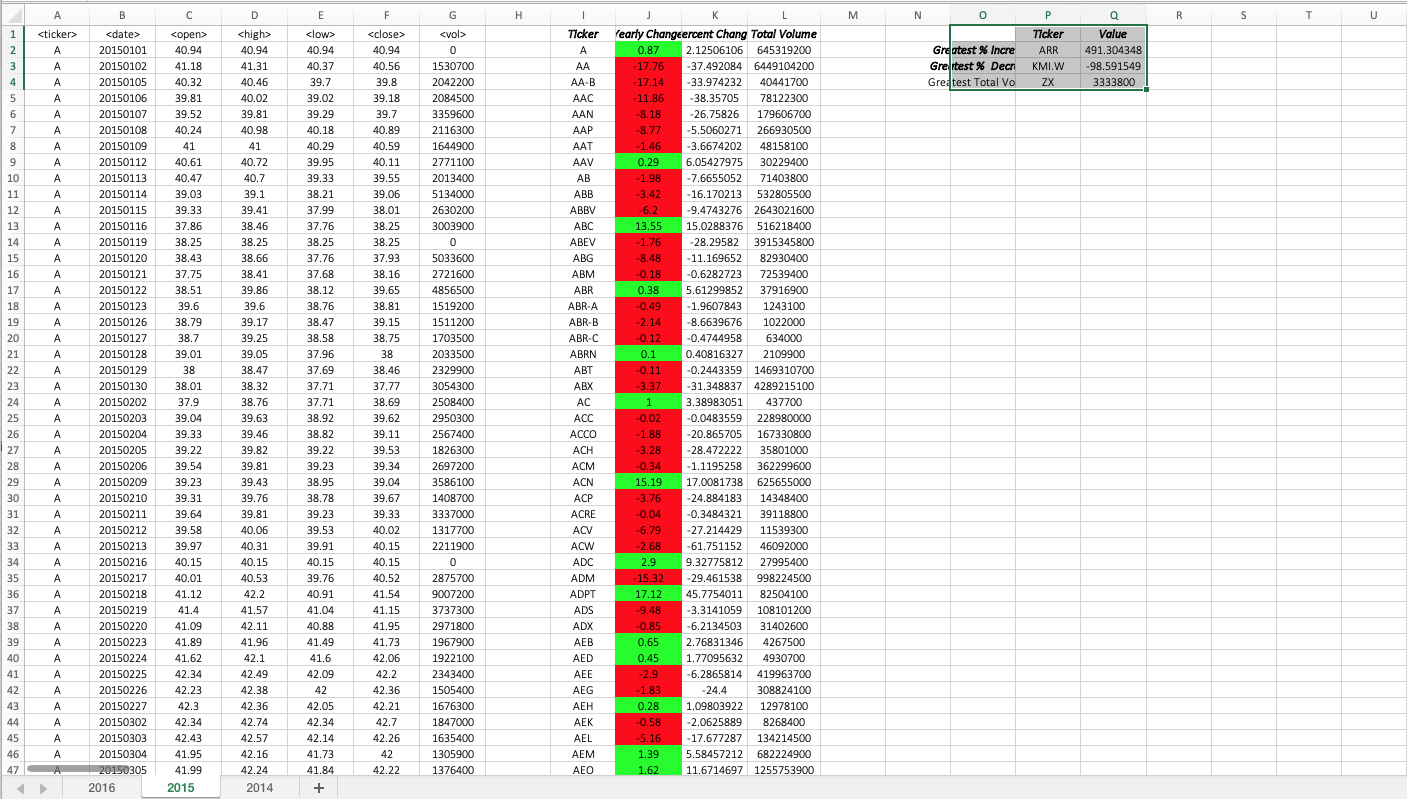 A B C D E F G H I J K L M N O P Q R S T U
1 <ticker> <date> <open> <high> <low> <close> <vol> Ticker Yearly Change ercent Chang Total Volume Ticker Value
2 A 20150101 40.94 40.94 40.94 40.94 0 A 0.87 2.12506106 645319200 Greatest % Incre ARR 491.304348
3 A 20150102 41.18 41.31 40.37 40.56 1530700 AA -17.76 -37.492084 6449104200 Greatest % Decr KMI.W -98.591549
4 A 20150105 40.32 40.46 39.7 39.8 2042200 AA-B -17.14 -33.974232 40441700 Greatest Total Vo ZX 3333800
5 A 20150106 39.81 40.02 39.02 39.18 2084500 AAC -11.86 -38.35705 78122300
6 A 20150107 39.52 39.81 39.29 39.7 3359600 AAN -8.18 -26.75826 179606700
7 A 20150108 40.24 40.98 40.18 40.89 2116300 AAP -8.77 -5.5060271 266930500
8 A 20150109 41 41 40.29 40.59 1644900 AAT -1.46 -3.6674202 48158100
9 A 20150112 40.61 40.72 39.95 40.11 2771100 AAV 0.29 6.05427975 30229400
10 A 20150113 40.47 40.7 39.33 39.55 2013400 AB -1.98 -7.6655052 71403800
11 A 20150114 39.03 39.1 38.21 39.06 5134000 ABB -3.42 -16.170213 532805500
12 A 20150115 39.33 39.41 37.99 38.01 2630200 ABBV -6.2 -9.4743276 2643021600
13 A 20150116 37.86 38.46 37.76 38.25 3003900 ABC 13.55 15.0288376 516218400
14 A 20150119 38.25 38.25 38.25 38.25 0 ABEV -1.76 -28.29582 3915345800
15 A 20150120 38.43 38.66 37.76 37.93 5033600 ABG -8.48 -11.169652 82930400
16 A 20150121 37.75 38.41 37.68 38.16 2721600 ABM -0.18 -0.6282723 72539400
17 A 20150122 38.51 39.86 38.12 39.65 4856500 ABR 0.38 5.61299852 37916900
18 A 20150123 39.6 39.6 38.76 38.81 1519200 ABR-A -0.49 -1.9607843 1243100
19 A 20150126 38.79 39.17 38.47 39.15 1511200 ABR-B -2.14 -8.6639676 1022000
20 A 20150127 38.7 39.25 38.58 38.75 1703500 ABR-C -0.12 -0.4744958 634000
21 A 20150128 39.01 39.05 37.96 38 2033500 ABRN 0.1 0.40816327 2109900
22 A 20150129 38 38.47 37.69 38.46 2329900 ABT -0.11 -0.2443359 1469310700
23 A 20150130 38.01 38.32 37.71 37.77 3054300 ABX -3.37 -31.348837 4289215100
24 A 20150202 37.9 38.76 37.71 38.69 2508400 AC 1 3.38983051 437700
25 A 20150203 39.04 39.63 38.92 39.62 2950300 ACC -0.02 -0.0483559 228980000
26 A 20150204 39.33 39.46 38.82 39.11 2567400 ACCO -1.88 -20.865705 167330800
27 A 20150205 39.22 39.82 39.22 39.53 1826300 ACH -3.28 -28.472222 35801000
28 A 20150206 39.54 39.81 39.23 39.34 2697200 ACM -0.34 -1.1195258 362299600
29 A 20150209 39.23 39.43 38.95 39.04 3586100 ACN 15.19 17.0081738 625655000
30 A 20150210 39.31 39.76 38.78 39.67 1408700 ACP -3.76 -24.884183 14348400
31 A 20150211 39.64 39.81 39.23 39.33 3337000 ACRE -0.04 -0.3484321 39118800
32 A 20150212 39.58 40.06 39.53 40.02 1317700 ACV -6.79 -27.214429 11539300
33 A 20150213 39.97 40.31 39.91 40.15 2211900 ACW -2.68 -61.751152 46092000
34 A 20150216 40.15 40.15 40.15 40.15 0 ADC 2.9 9.32775812 27995400
35 A 20150217 40.01 40.53 39.76 40.52 2875700 ADM -15.32 -29.461538 998224500
36 A 20150218 41.12 42.2 40.91 41.54 9007200 ADPT 17.12 45.7754011 82504100
37 A 20150219 41.4 41.57 41.04 41.15 3737300 ADS -9.48 -3.3141059 108101200
38 A 20150220 41.09 42.11 40.88 41.95 2971800 ADX -0.85 -6.2134503 31402600
39 A 20150223 41.89 41.96 41.49 41.73 1967900 AEB 0.65 2.76831346 4267500
40 A 20150224 41.62 42.1 41.6 42.06 1922100 AED 0.45 1.77095632 4930700
41 A 20150225 42.34 42.49 42.09 42.2 2343400 AEE -2.9 -6.2865814 419963700
42 A 20150226 42.23 42.38 42 42.36 1505400 AEG -1.83 -24.4 308824100
43 A 20150227 42.3 42.36 42.05 42.21 1676300 AEH 0.28 1.09803922 12978100
44 A 20150302 42.34 42.74 42.34 42.7 1847000 AEK -0.58 -2.0625889 8268400
45 A 20150303 42.43 42.57 42.14 42.26 1635400 AEL -5.16 -17.677287 134214500
46 A 20150304 41.95 42.16 41.73 42 1305900 AEM 1.39 5.58457212 682224900
47 A 20150305 41.99 42.24 41.84 42.22 1376400 AEO 1.62 11.6714697 1255753900
2016 2015 2014 +